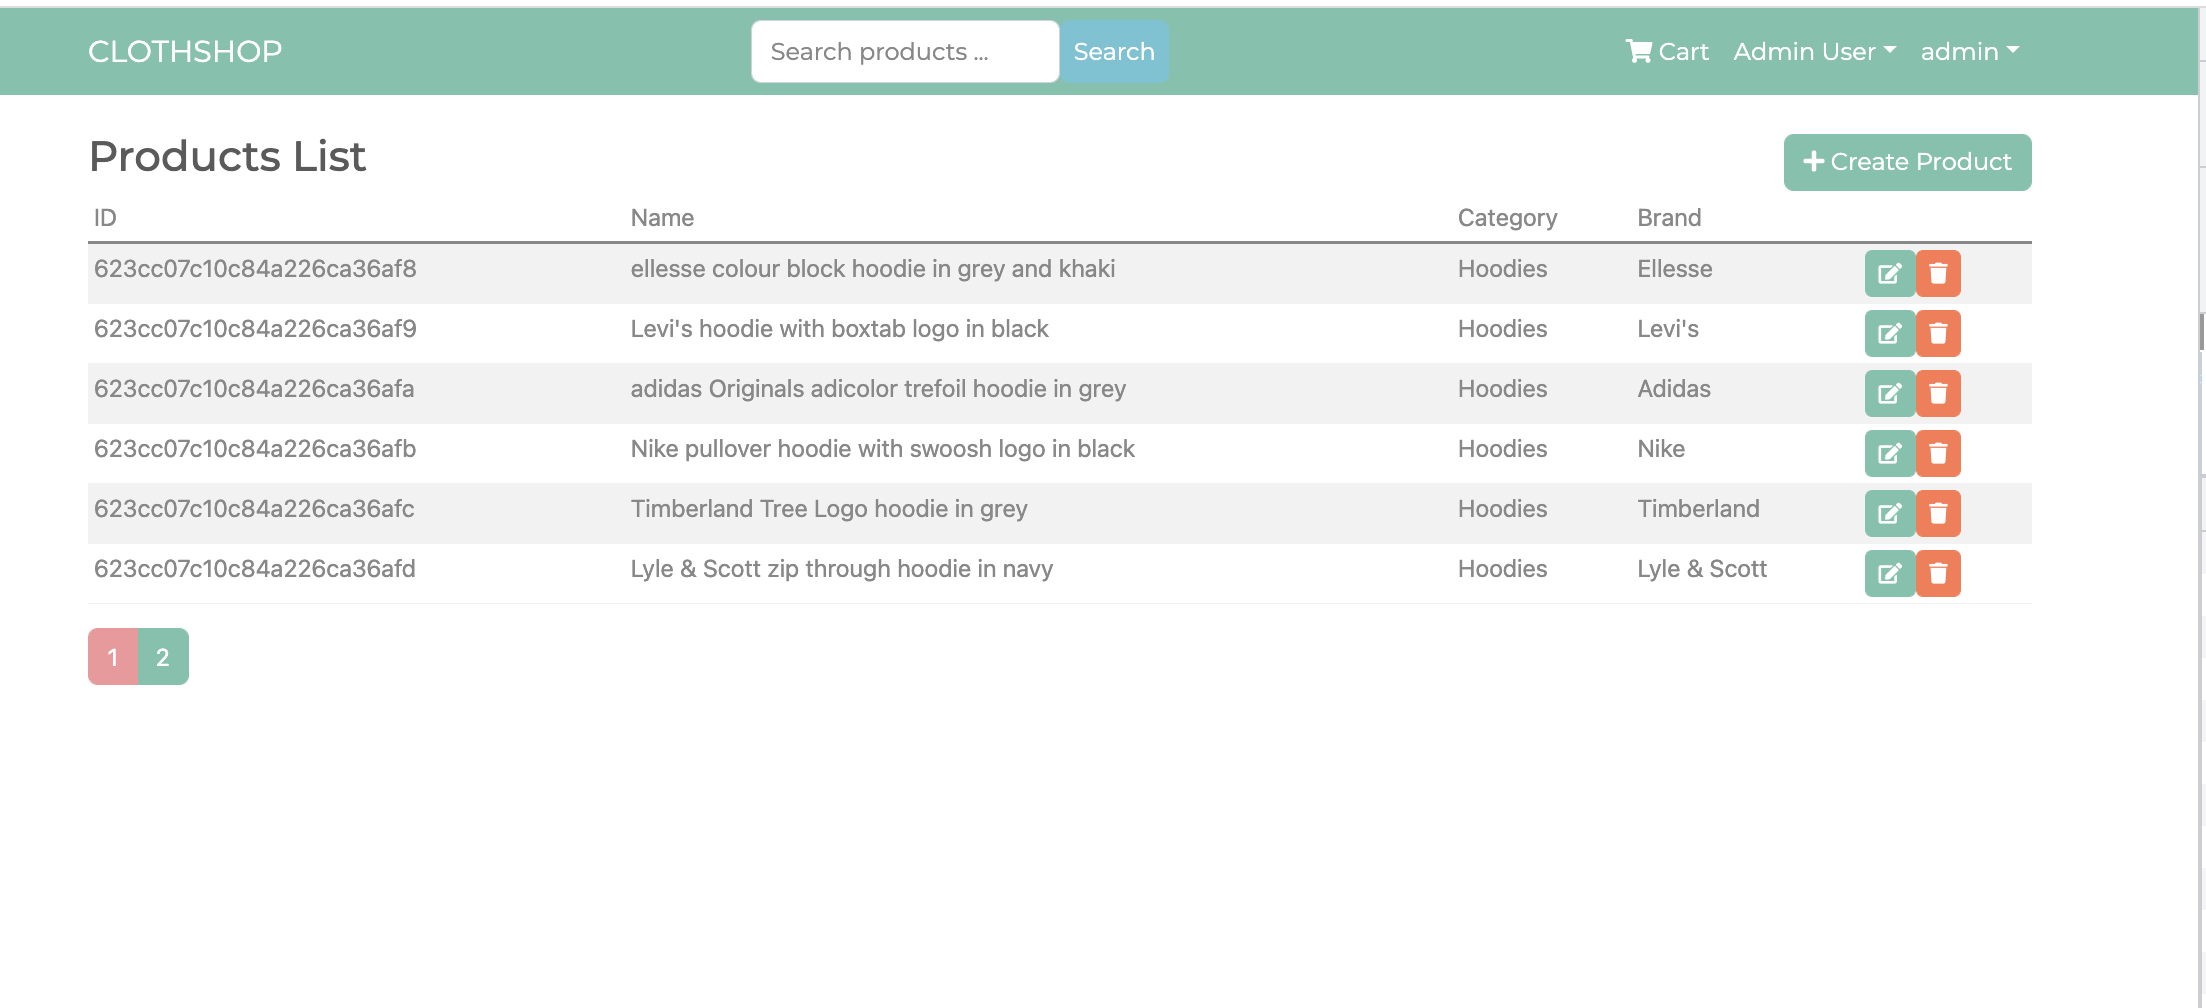 CLOTHSHOP
Search products ...
Search
Cart
Admin User
admin
Products List
Create Product
ID Name Category Brand
623cc07c10c84a226ca36af8 ellesse colour block hoodie in grey and khaki Hoodies Ellesse
623cc07c10c84a226ca36af9 Levi's hoodie with boxtab logo in black Hoodies Levi's
623cc07c10c84a226ca36afa adidas Originals adicolor trefoil hoodie in grey Hoodies Adidas
623cc07c10c84a226ca36afb Nike pullover hoodie with swoosh logo in black Hoodies Nike
623cc07c10c84a226ca36afc Timberland Tree Logo hoodie in grey Hoodies Timberland
623cc07c10c84a226ca36afd Lyle & Scott zip through hoodie in navy Hoodies Lyle & Scott
1 2